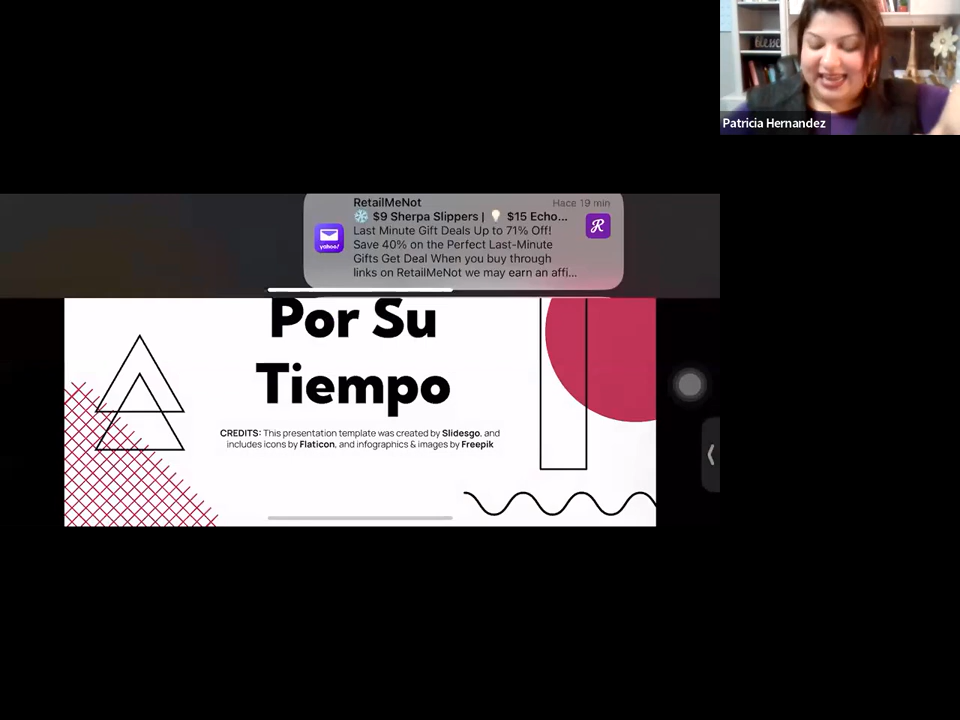 blessed
Patricia Hernandez
RetailMeNot
Hace 19 min
$9 Sherpa Slippers | $15 Echo...
Last Minute Gift Deals Up to 71% Off!
Save 40% on the Perfect Last-Minute
Gifts Get Deal When you buy through
links on RetailMeNot we may earn an affi...
yahoo!
R
Por Su
Tiempo
CREDITS: This presentation template was created by Slidesgo, and
includes icons by Flaticon, and infographics & images by Freepik